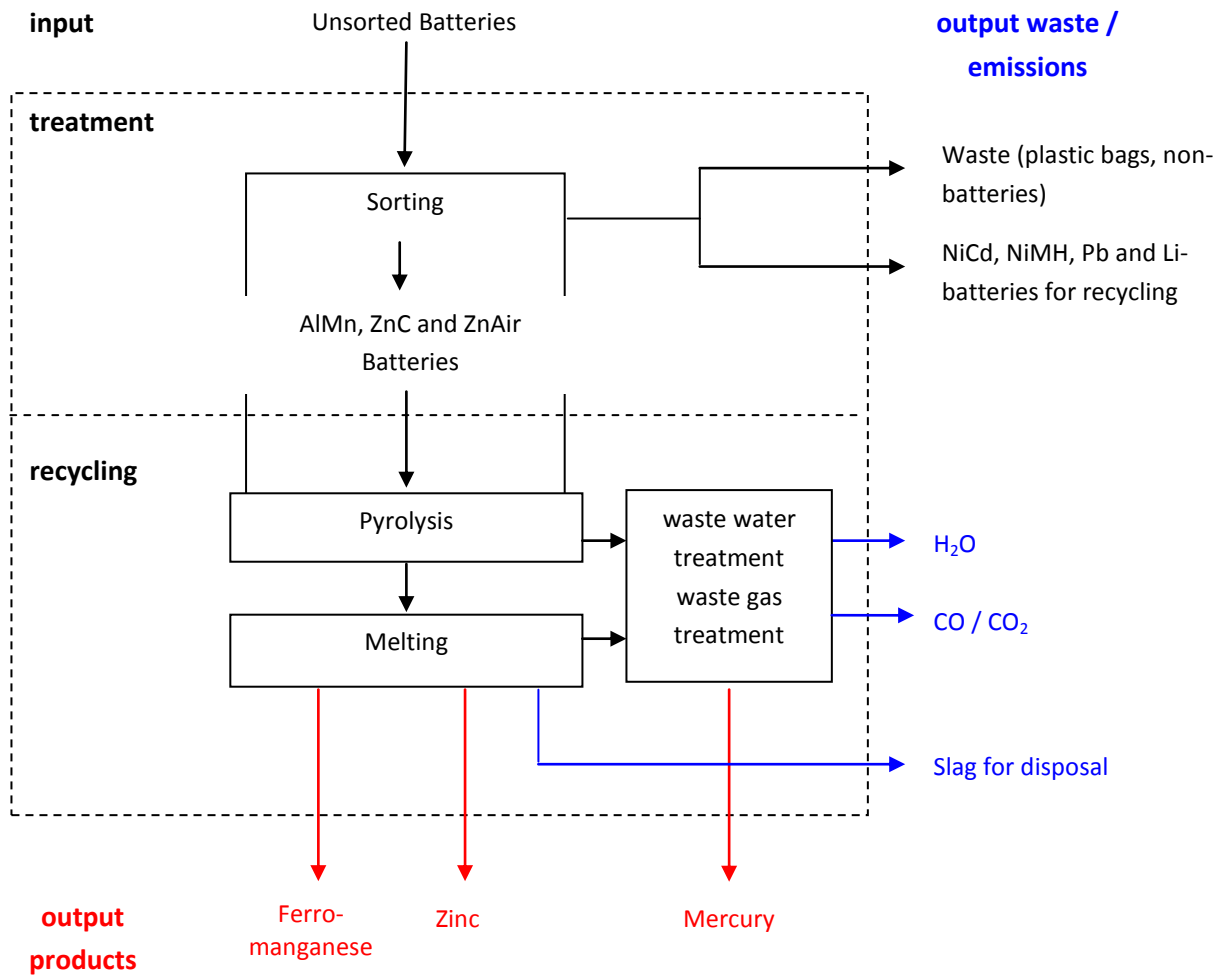 input
Unsorted Batteries
output waste /
emissions
treatment
Sorting
Waste (plastic bags, non-
batteries)
NiCd, NiMH, Pb and Li-
batteries for recycling
AlMn, ZnC and ZnAir
Batteries
recycling
Pyrolysis
waste water
treatment
waste gas
treatment
H₂O
CO / CO₂
Melting
Slag for disposal
output
products
Ferro-
manganese
Zinc
Mercury